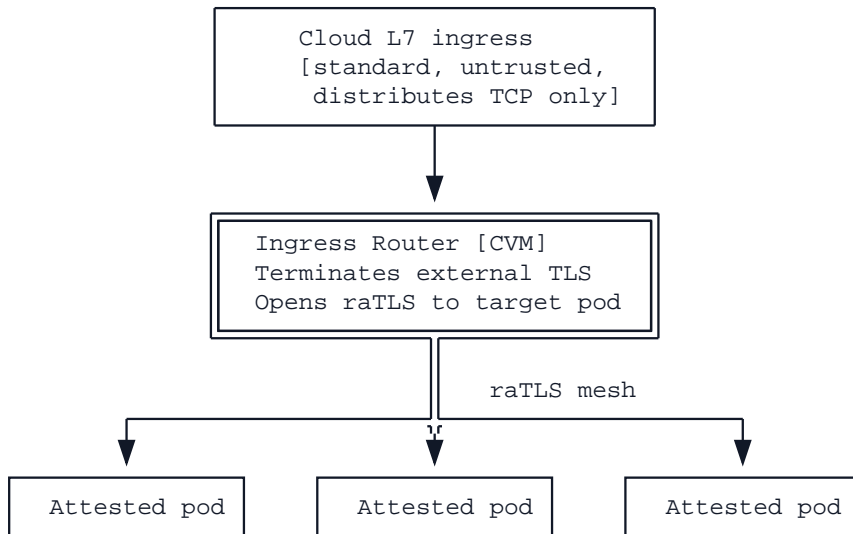 Cloud L7 ingress
[standard, untrusted,
distributes TCP only]
Ingress Router [CVM]
Terminates external TLS
Opens raTLS to target pod
raTLS mesh
Attested pod
Attested pod
Attested pod